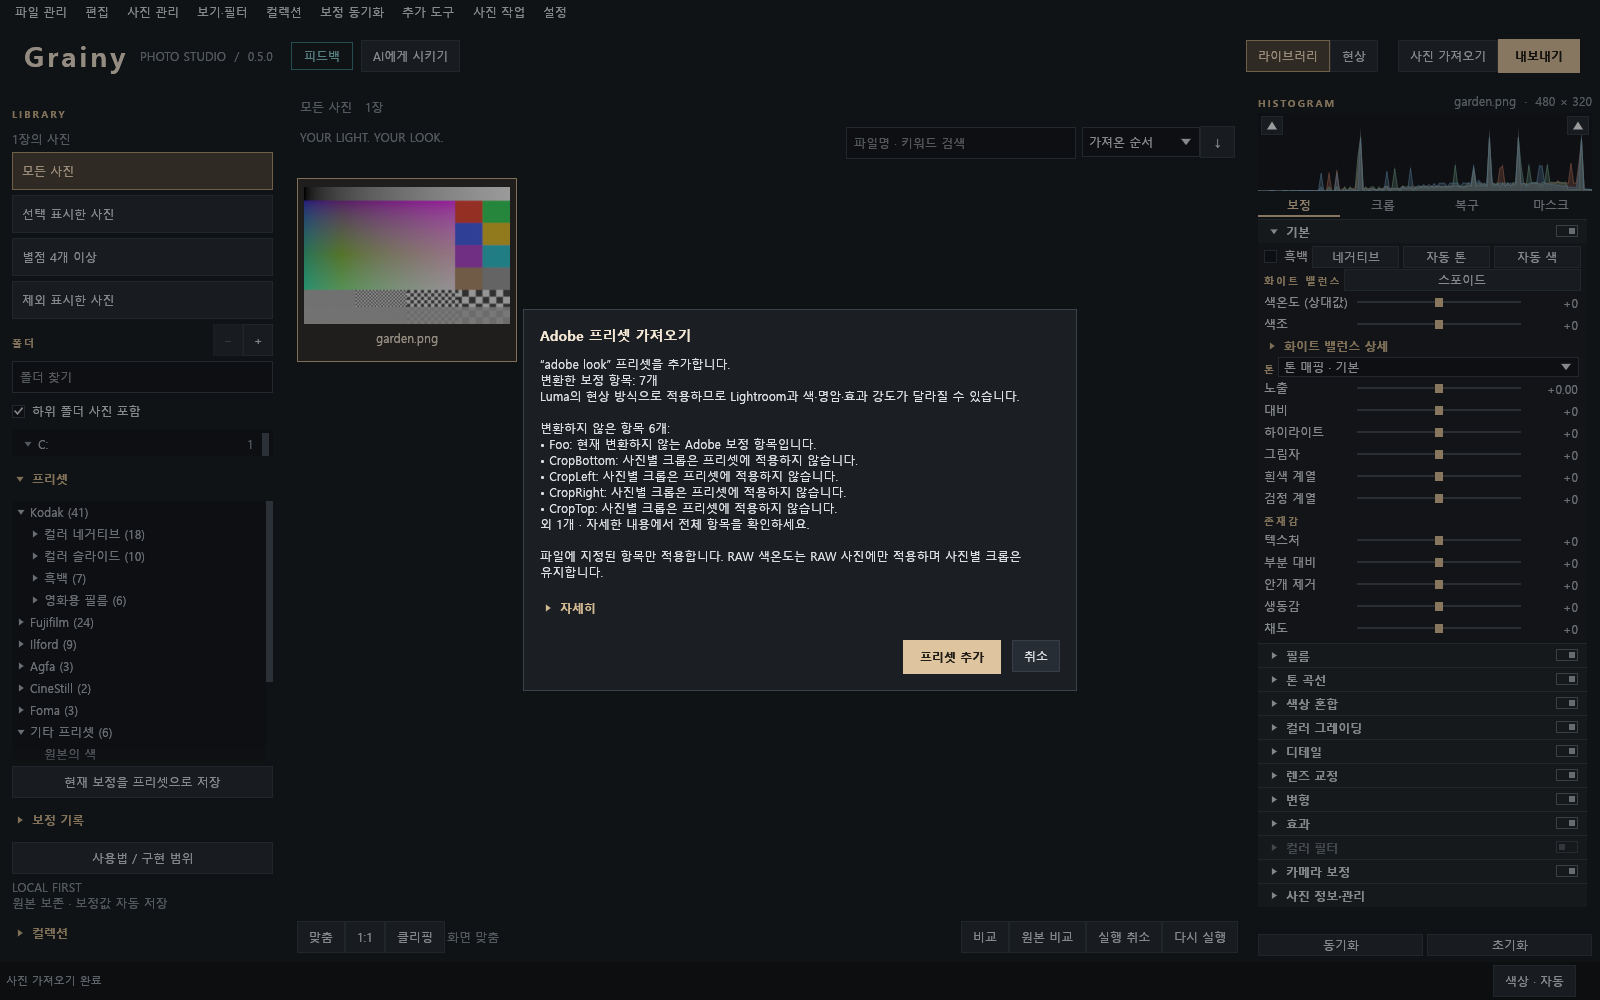 파일 관리 편집 사진 관리 보기·필터 컬렉션 보정 동기화 추가 도구 사진 작업 설정
Grainy PHOTO STUDIO / 0.5.0 피드백 AI에게 시키기 라이브러리 현상 사진 가져오기 내보내기
LIBRARY
1장의 사진
모든 사진
선택 표시한 사진
별점 4개 이상
제외 표시한 사진
폴더 − +
폴더 찾기
하위 폴더 사진 포함
C: 1
프리셋
Kodak (41)
컬러 네거티브 (18)
컬러 슬라이드 (10)
흑백 (7)
영화용 필름 (6)
Fujifilm (24)
Ilford (9)
Agfa (3)
CineStill (2)
Foma (3)
기타 프리셋 (6)
원본의 색
현재 보정을 프리셋으로 저장
보정 기록
사용법 / 구현 범위
LOCAL FIRST
원본 보존 · 보정값 자동 저장
컬렉션
사진 가져오기 완료
모든 사진 1장
YOUR LIGHT. YOUR LOOK.
파일명 · 키워드 검색 가져온 순서 ↓
garden.png
Adobe 프리셋 가져오기
“adobe look” 프리셋을 추가합니다.
변환한 보정 항목: 7개
Luma의 현상 방식으로 적용하므로 Lightroom과 색·명암·효과 강도가 달라질 수 있습니다.
변환하지 않은 항목 6개:
• Foo: 현재 변환하지 않는 Adobe 보정 항목입니다.
• CropBottom: 사진별 크롭은 프리셋에 적용하지 않습니다.
• CropLeft: 사진별 크롭은 프리셋에 적용하지 않습니다.
• CropRight: 사진별 크롭은 프리셋에 적용하지 않습니다.
• CropTop: 사진별 크롭은 프리셋에 적용하지 않습니다.
외 1개 · 자세한 내용에서 전체 항목을 확인하세요.
파일에 지정된 항목만 적용합니다. RAW 색온도는 RAW 사진에만 적용하며 사진별 크롭은
유지합니다.
자세히
프리셋 추가 취소
맞춤 1:1 클리핑 화면 맞춤 비교 원본 비교 실행 취소 다시 실행
HISTOGRAM garden.png · 480 × 320
보정 크롭 복구 마스크
기본
흑백 네거티브 자동 톤 자동 색
화이트 밸런스 스포이드
색온도 (상대값) +0
색조 +0
화이트 밸런스 상세
톤 톤 매핑 · 기본
노출 +0.00
대비 +0
하이라이트 +0
그림자 +0
흰색 계열 +0
검정 계열 +0
존재감
텍스처 +0
부분 대비 +0
안개 제거 +0
생동감 +0
채도 +0
필름
톤 곡선
색상 혼합
컬러 그레이딩
디테일
렌즈 교정
변형
효과
컬러 필터
카메라 보정
사진 정보·관리
동기화 초기화
색상 · 자동